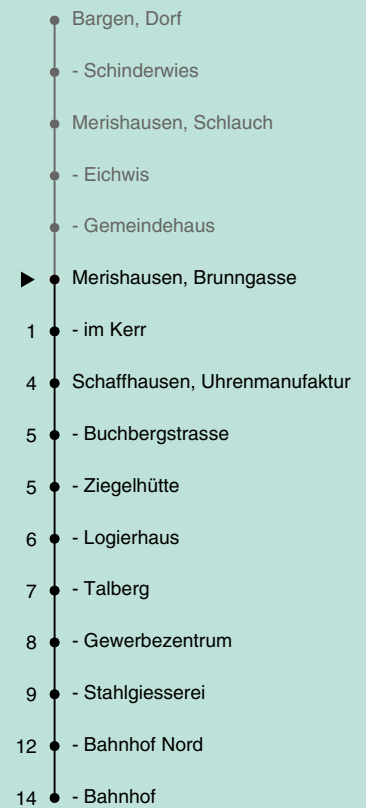 Bargen, Dorf
- Schinderwies
Merishausen, Schlauch
- Eichwis
- Gemeindehaus
Merishausen, Brunngasse
1 - im Kerr
4 Schaffhausen, Uhrenmanufaktur
5 - Buchbergstrasse
5 - Ziegelhütte
6 - Logierhaus
7 - Talberg
8 - Gewerbezentrum
9 - Stahlgiesserei
12 - Bahnhof Nord
14 - Bahnhof